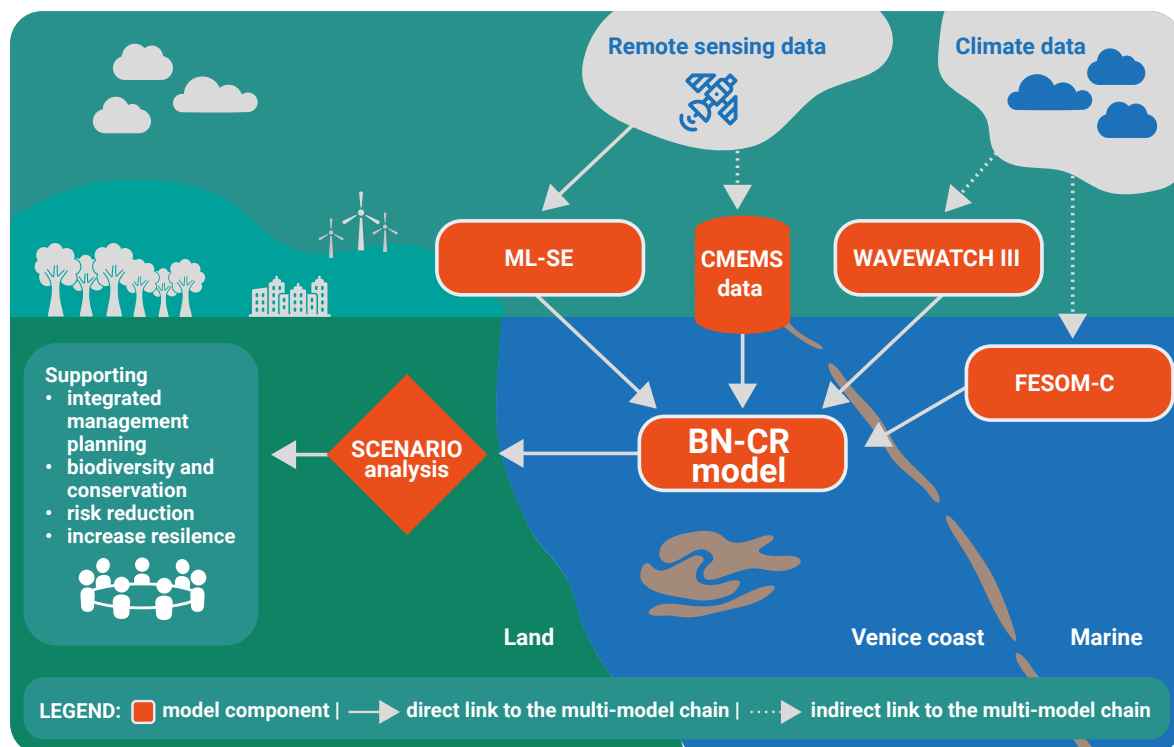 Remote sensing data
Climate data
ML-SE
CMEMS
data
WAVEWATCH III
FESOM-C
BN-CR
model
SCENARIO
analysis
Supporting
• integrated
management
planning
• biodiversity and
conservation
• risk reduction
• increase resilence
Land
Venice coast
Marine
LEGEND: model component | direct link to the multi-model chain | indirect link to the multi-model chain